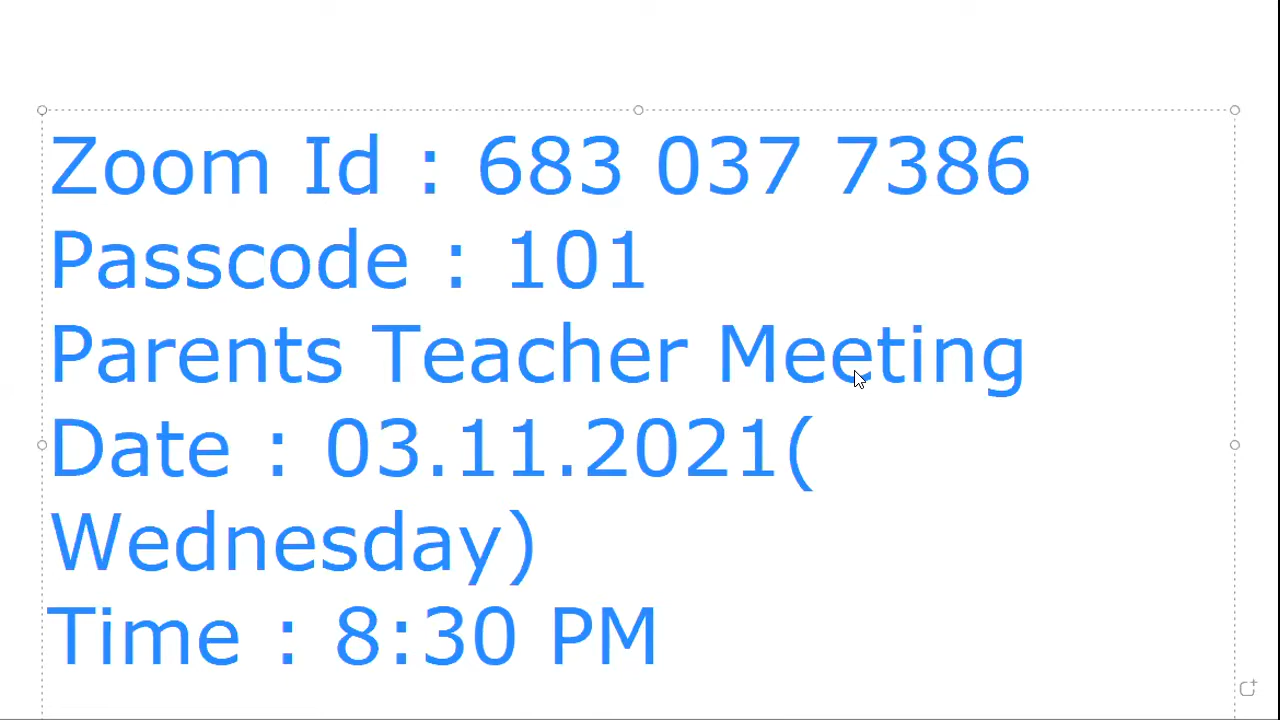 Zoom Id : 683 037 7386
Passcode : 101
Parents Teacher Meeting
Date : 03.11.2021(
Wednesday)
Time : 8:30 PM